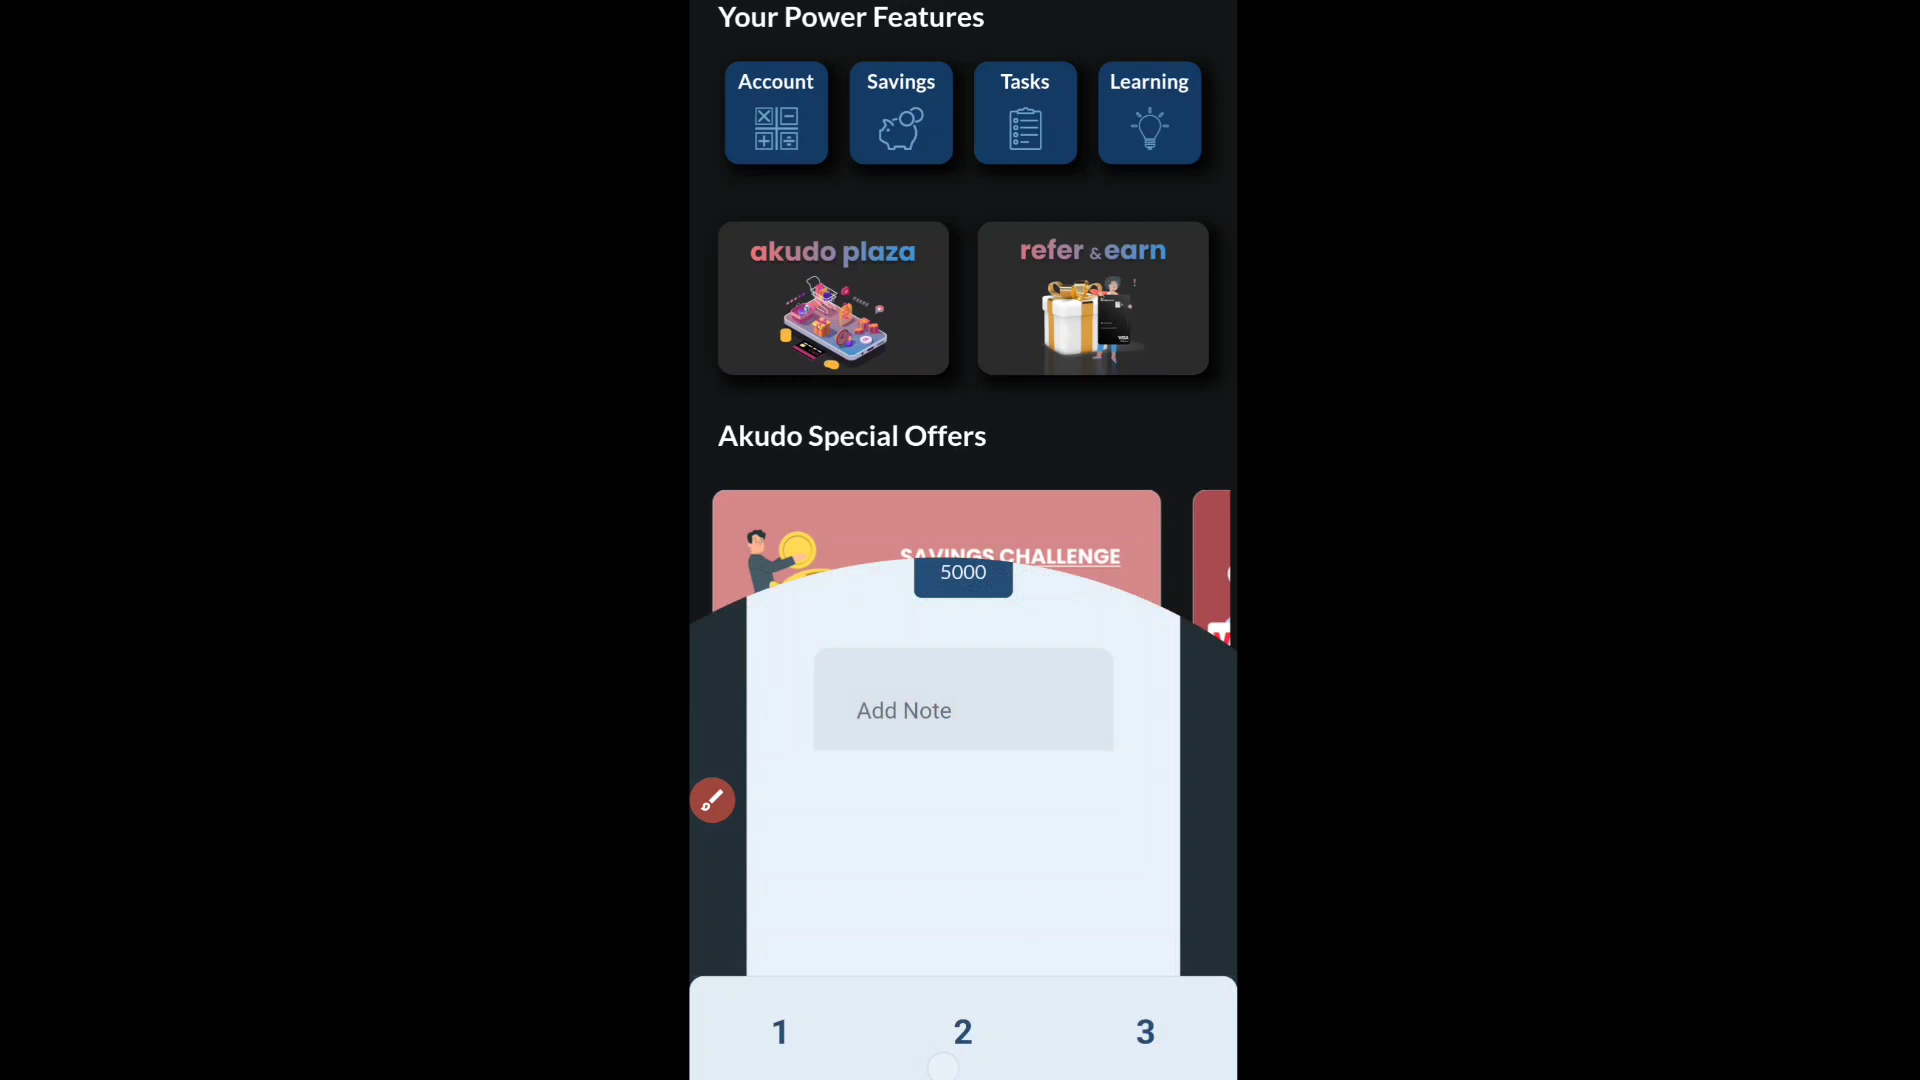 Your Power Features
Account Savings Tasks Learning
akudo plaza
refer & earn
Akudo Special Offers
SAVINGS CHALLENGE
5000
Add Note
1 2 3